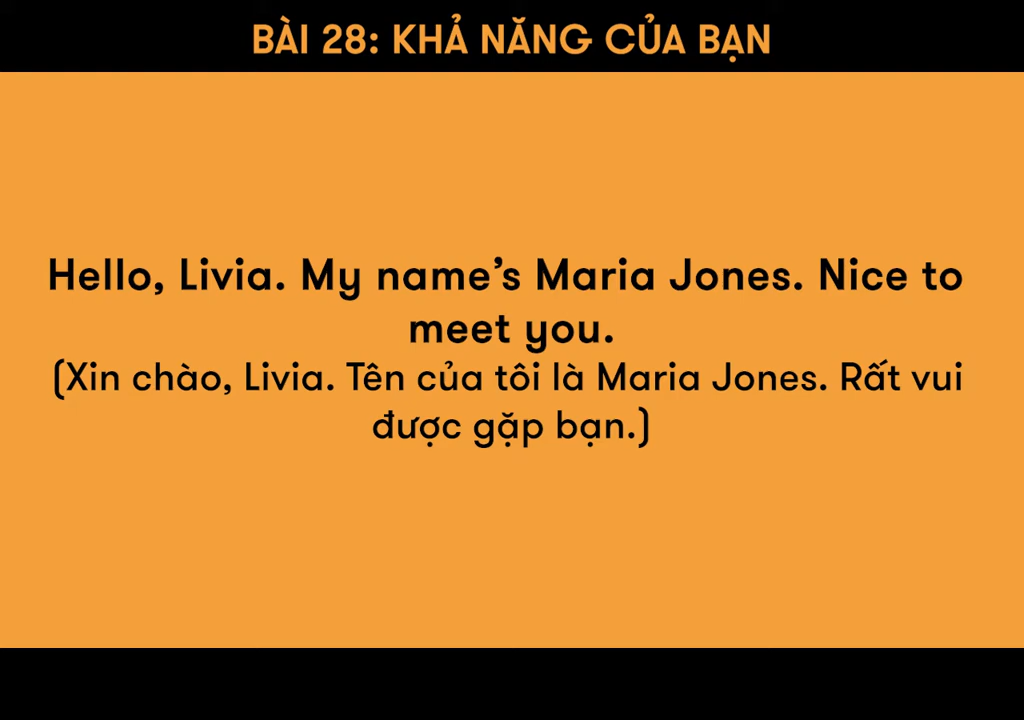 BÀI 28: KHẢ NĂNG CỦA BẠN
Hello, Livia. My name’s Maria Jones. Nice to
meet you.
(Xin chào, Livia. Tên của tôi là Maria Jones. Rất vui
được gặp bạn.)